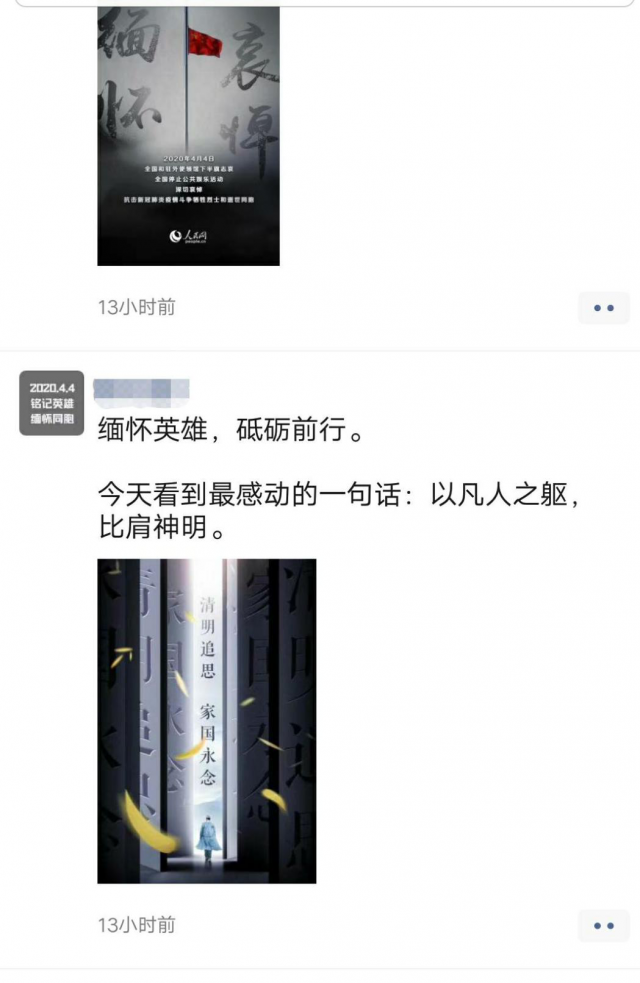 缅怀
哀悼
2020年4月4日
全国和驻外使领馆下半旗志哀
全国停止公共娱乐活动
深切哀悼
抗击新冠肺炎疫情斗争牺牲烈士和逝世同胞
人民网
people.cn
13小时前
2020.4.4
铭记英雄
缅怀同胞
缅怀英雄，砥砺前行。
今天看到最感动的一句话：以凡人之躯，
比肩神明。
清明追思 家国永念
13小时前